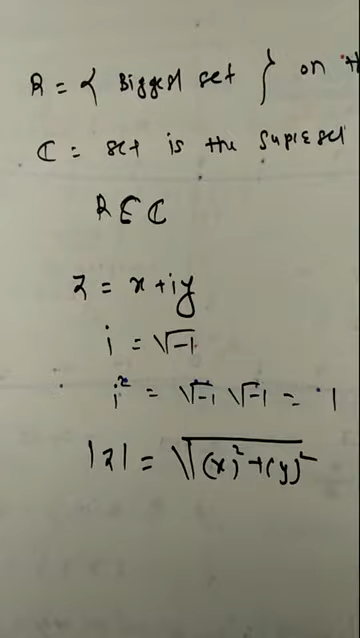 R = { Biggest set } on th
ℂ = set is the superset
R ∈ ℂ
z = x + iy
i = √-1
i² = √-1 √-1 = 1
|z| = √(x)² + (y)²